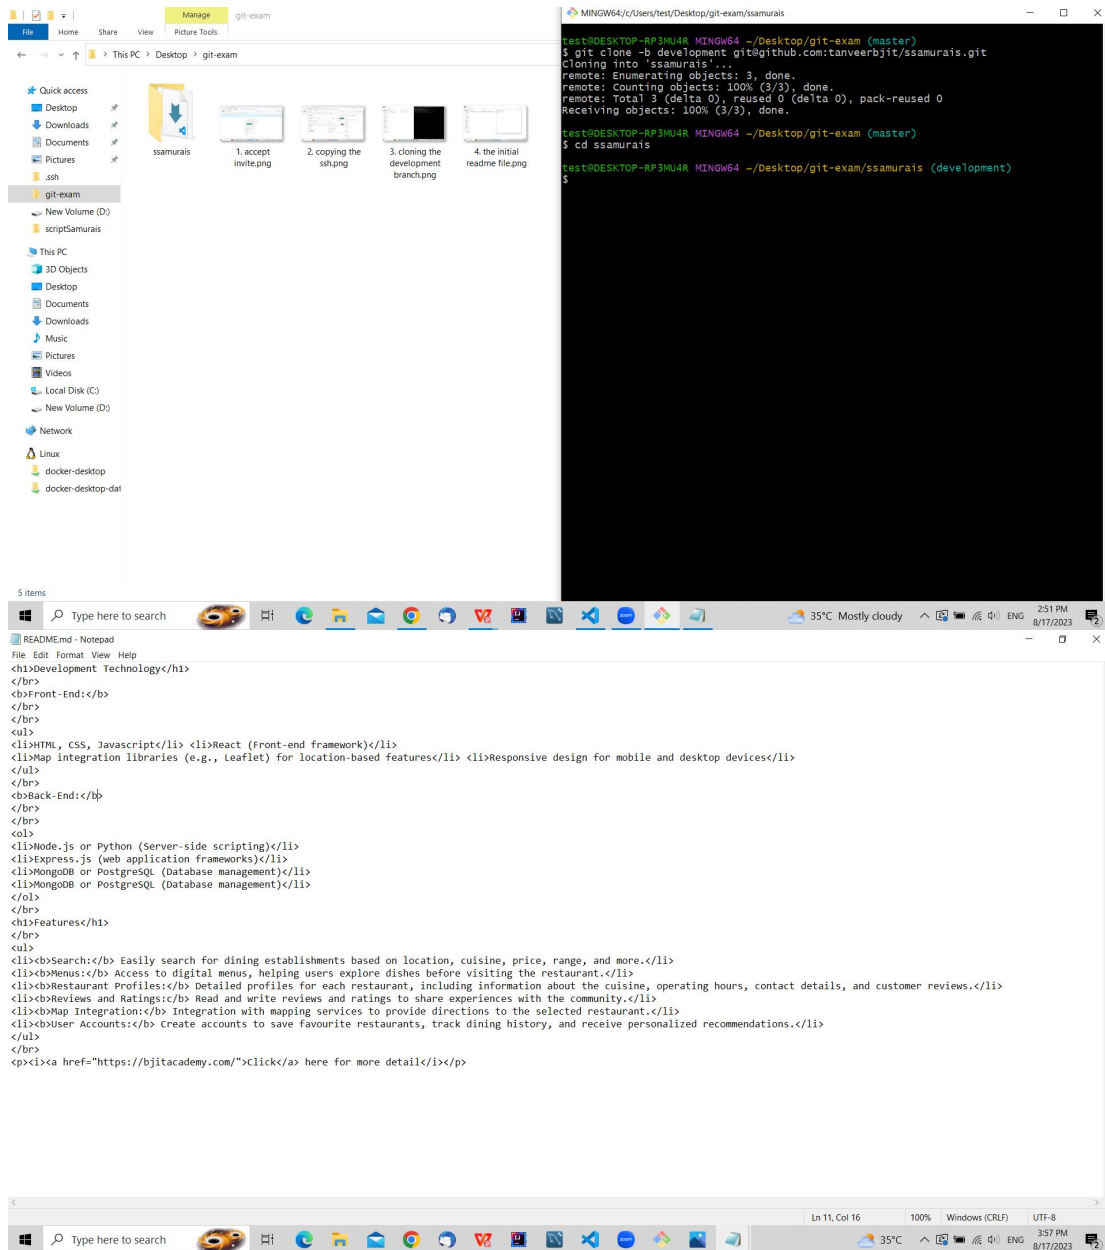 Manage
git-exam
File
Home
Share
View
Picture Tools
This PC > Desktop > git-exam
Quick access
Desktop
Downloads
Documents
Pictures
.ssh
git-exam
New Volume (D:)
scriptSamurais
This PC
3D Objects
Desktop
Documents
Downloads
Music
Pictures
Videos
Local Disk (C:)
New Volume (D:)
Network
Linux
docker-desktop
docker-desktop-dat
ssamurais
1. accept
invite.png
2. copying the
ssh.png
3. cloning the
development
branch.png
4. the initial
readme file.png
5 items
MINGW64:/c/Users/test/Desktop/git-exam/ssamurais
test@DESKTOP-RP3MU4R MINGW64 ~/Desktop/git-exam (master)
$ git clone -b development git@github.com:tanveerbjit/ssamurais.git
Cloning into 'ssamurais'...
remote: Enumerating objects: 3, done.
remote: Counting objects: 100% (3/3), done.
remote: Total 3 (delta 0), reused 0 (delta 0), pack-reused 0
Receiving objects: 100% (3/3), done.
test@DESKTOP-RP3MU4R MINGW64 ~/Desktop/git-exam (master)
$ cd ssamurais
test@DESKTOP-RP3MU4R MINGW64 ~/Desktop/git-exam/ssamurais (development)
$
Type here to search
35°C Mostly cloudy
ENG
2:51 PM
8/17/2023
2
README.md - Notepad
File Edit Format View Help
<h1>Development Technology</h1>
</br>
<b>Front-End:</b>
</br>
</br>
<ul>
<li>HTML, CSS, Javascript</li> <li>React (Front-end framework)</li>
<li>Map integration libraries (e.g., Leaflet) for location-based features</li> <li>Responsive design for mobile and desktop devices</li>
</ul>
</br>
<b>Back-End:</b>
</br>
</br>
<ol>
<li>Node.js or Python (Server-side scripting)</li>
<li>Express.js (web application frameworks)</li>
<li>MongoDB or PostgreSQL (Database management)</li>
<li>MongoDB or PostgreSQL (Database management)</li>
</ol>
</br>
<h1>Features</h1>
</br>
<ul>
<li><b>Search:</b> Easily search for dining establishments based on location, cuisine, price, range, and more.</li>
<li><b>Menus:</b> Access to digital menus, helping users explore dishes before visiting the restaurant.</li>
<li><b>Restaurant Profiles:</b> Detailed profiles for each restaurant, including information about the cuisine, operating hours, contact details, and customer reviews.</li>
<li><b>Reviews and Ratings:</b> Read and write reviews and ratings to share experiences with the community.</li>
<li><b>Map Integration:</b> Integration with mapping services to provide directions to the selected restaurant.</li>
<li><b>User Accounts:</b> Create accounts to save favourite restaurants, track dining history, and receive personalized recommendations.</li>
</ul>
</br>
<p><i><a href="https://bjitacademy.com/">Click</a> here for more detail</i></p>
Ln 11, Col 16
100%
Windows (CRLF)
UTF-8
Type here to search
35°C
ENG
3:57 PM
8/17/2023
2